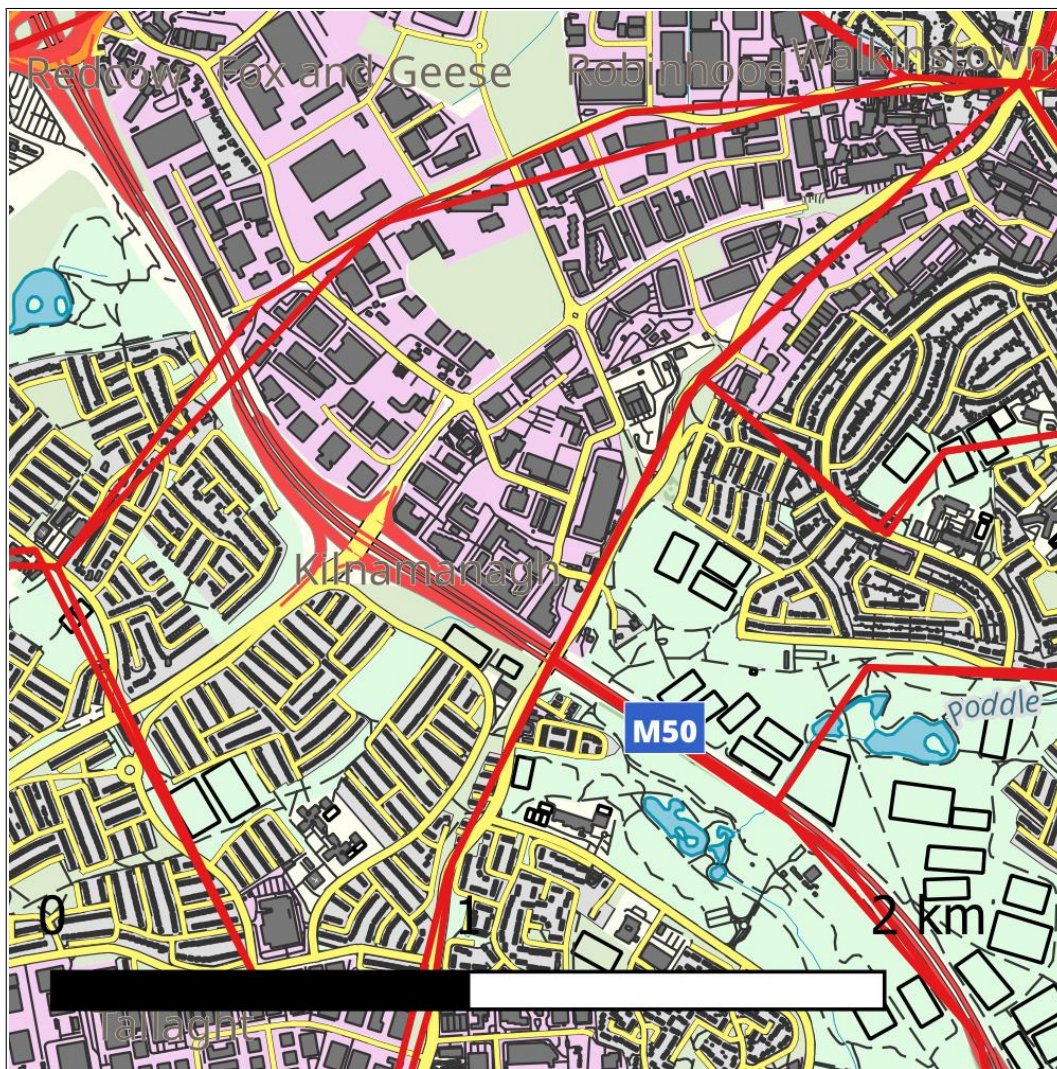 Redcow Fox and Geese Robinhood Walkinstown
Kilnamanagh
Poddle
M50
0 1 2 km
Tallaght